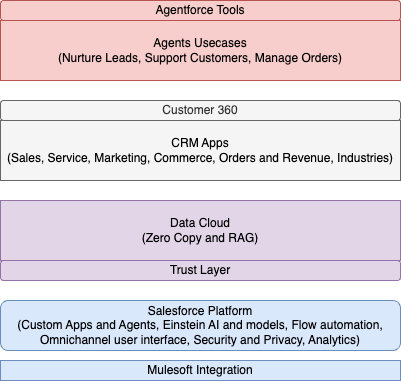 Agentforce Tools
Agents Usecases
(Nurture Leads, Support Customers, Manage Orders)
Customer 360
CRM Apps
(Sales, Service, Marketing, Commerce, Orders and Revenue, Industries)
Data Cloud
(Zero Copy and RAG)
Trust Layer
Salesforce Platform
(Custom Apps and Agents, Einstein AI and models, Flow automation,
Omnichannel user interface, Security and Privacy, Analytics)
Mulesoft Integration